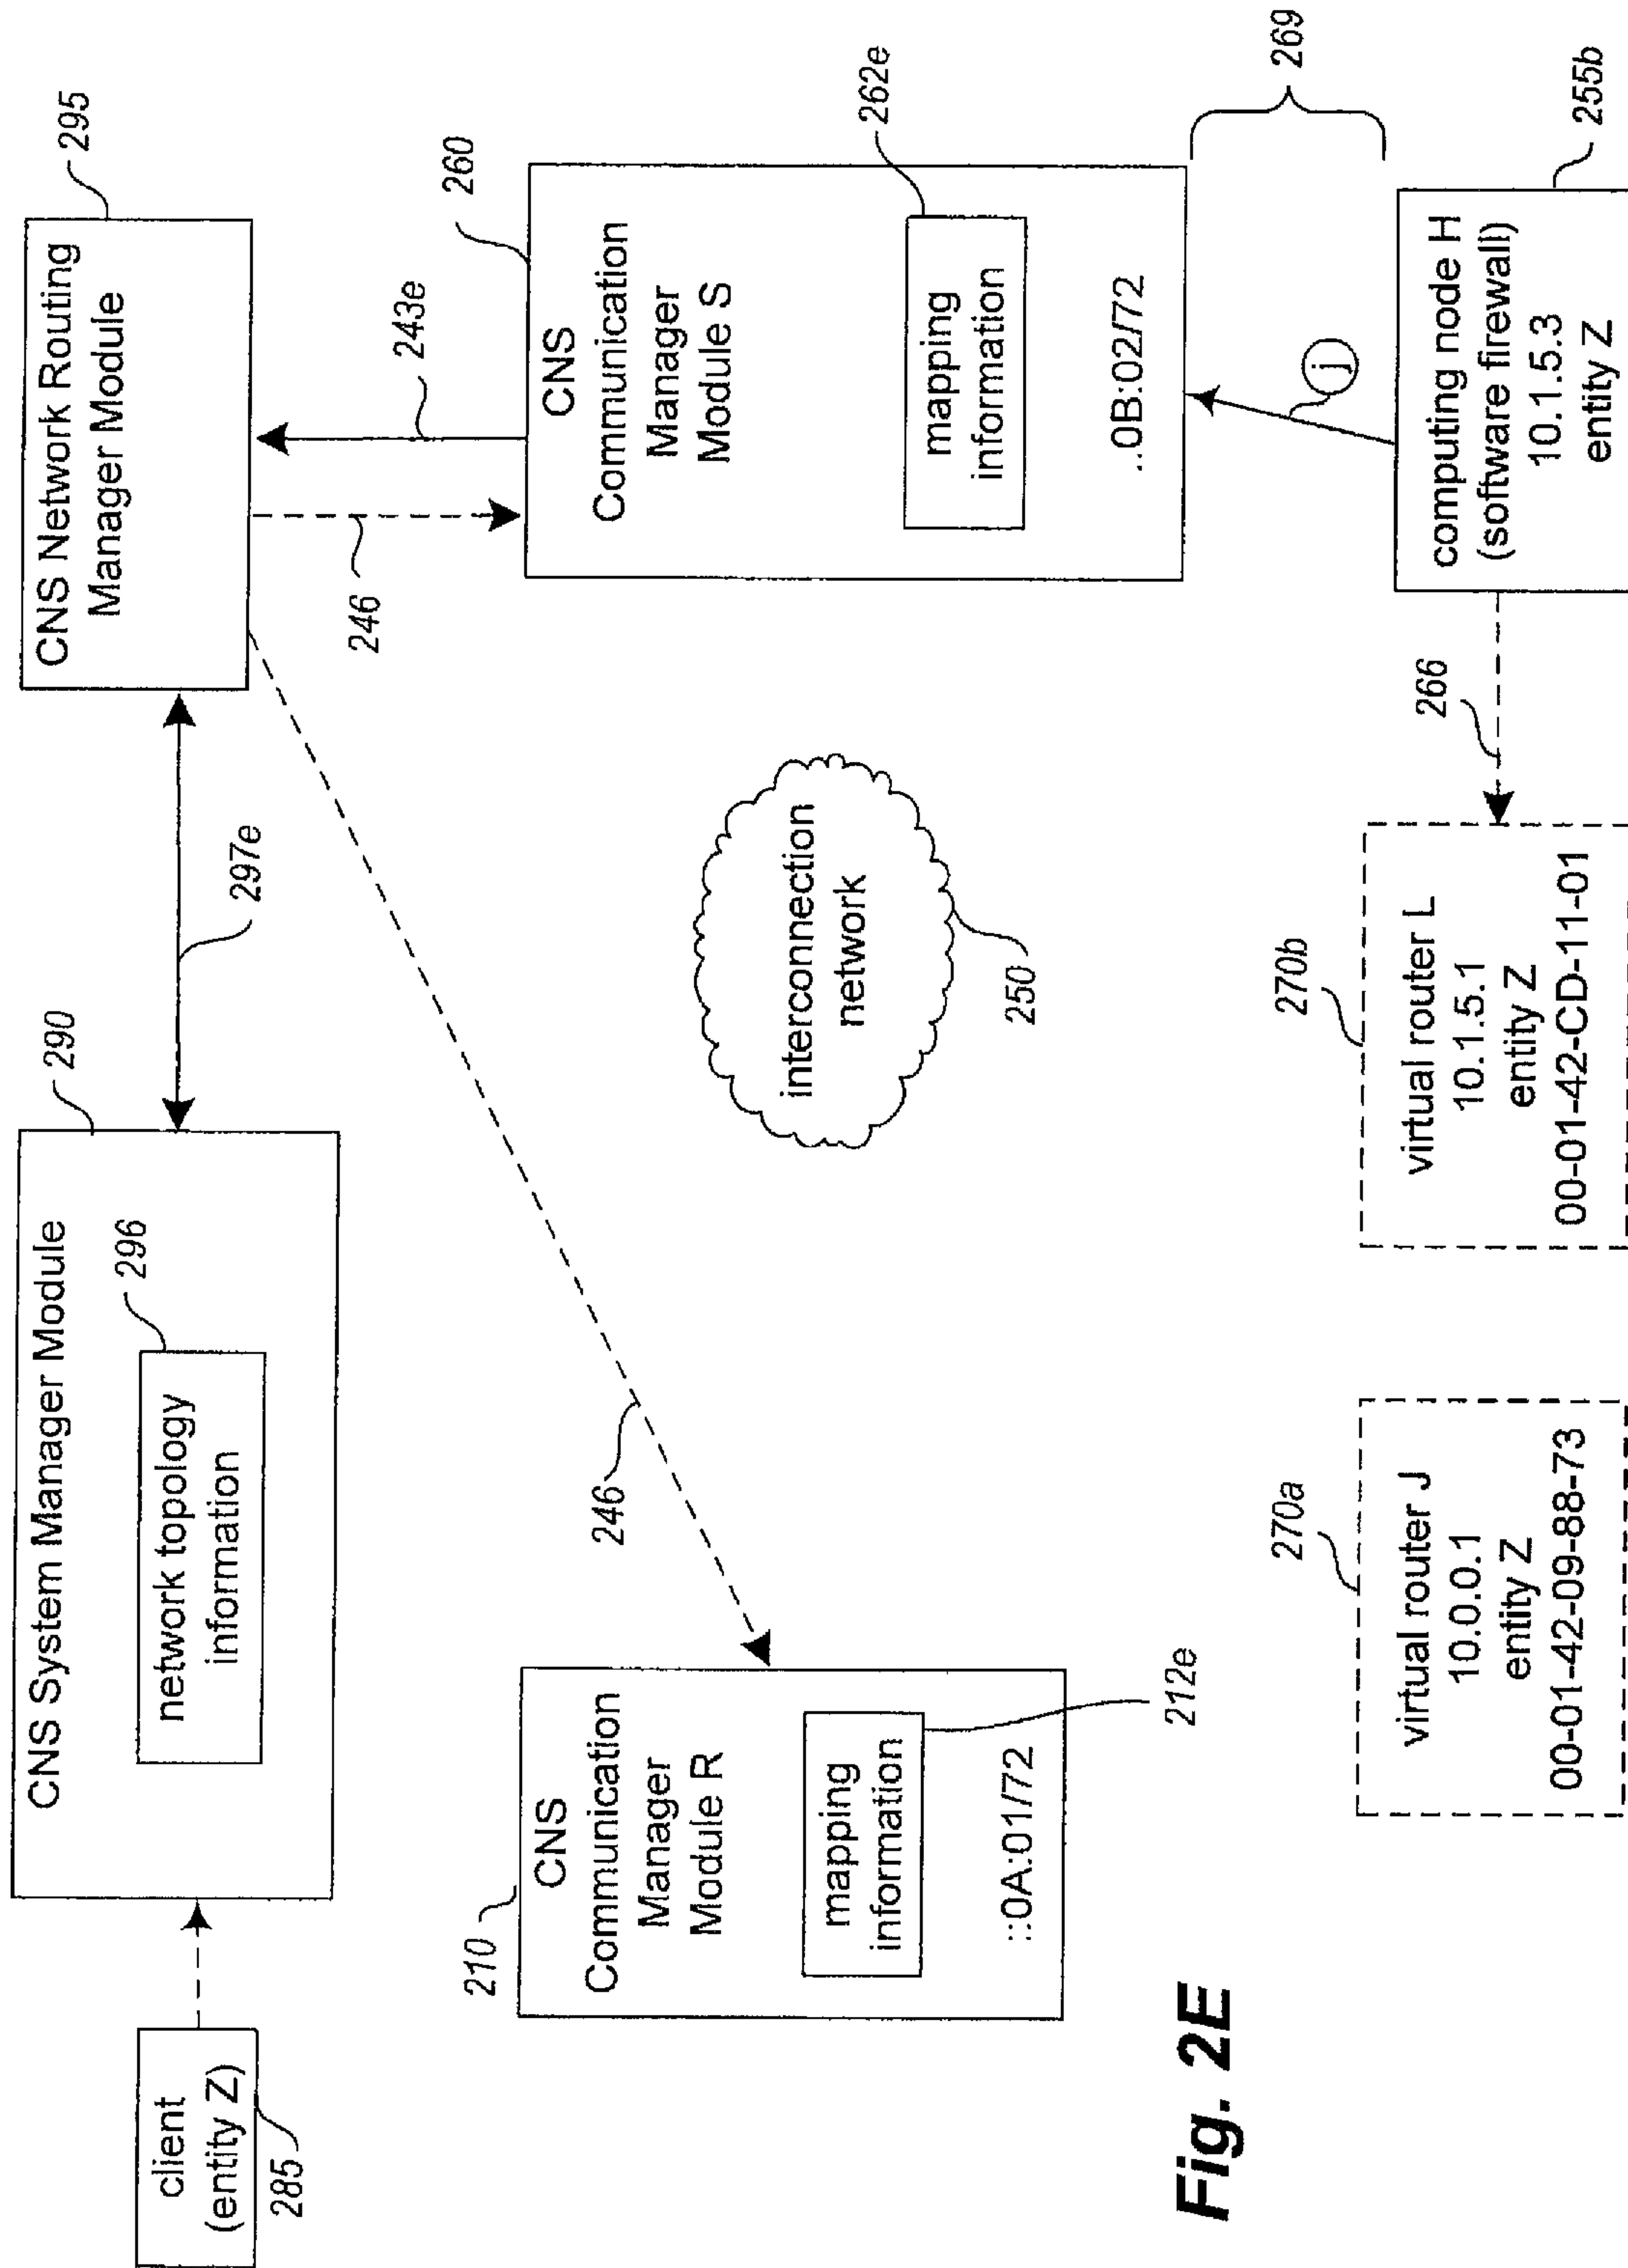 client
(entity Z)
285
CNS System Manager Module
290
network topology
information
296
297e
CNS Network Routing
Manager Module
295
246
243e
246
210
CNS
Communication
Manager
Module R
mapping
information
::0A:01/72
212e
interconnection
network
250
260
CNS
Communication
Manager
Module S
mapping
information
262e
..0B:02/72
269
j
270a
virtual router J
10.0.0.1
entity Z
00-01-42-09-88-73
270b
virtual router L
10.1.5.1
entity Z
00-01-42-CD-11-01
266
computing node H
(software firewall)
10.1.5.3
entity Z
255b
Fig. 2E